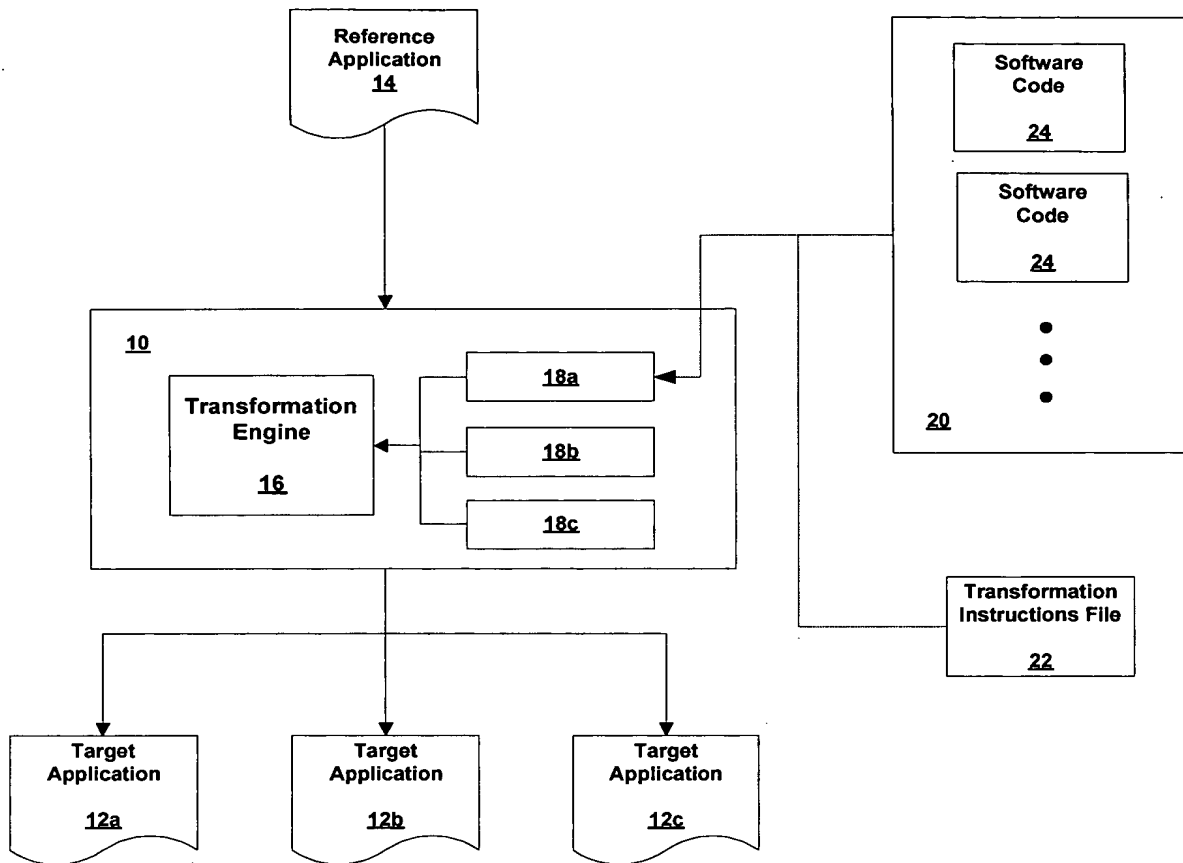 Reference
Application
14
Software
Code
24
Software
Code
24
20
10
Transformation
Engine
16
18a
18b
18c
Transformation
Instructions File
22
Target
Application
12a
Target
Application
12b
Target
Application
12c